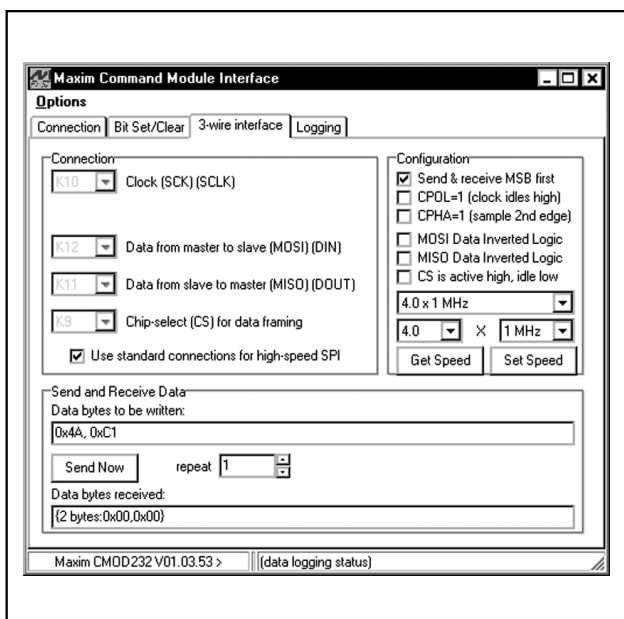 Maxim Command Module Interface
Options
Connection Bit Set/Clear 3-wire interface Logging
Connection
K10 Clock (SCK) (SCLK)
K12 Data from master to slave (MOSI) (DIN)
K11 Data from slave to master (MISO) (DOUT)
K9 Chip-select (CS) for data framing
Use standard connections for high-speed SPI
Configuration
Send & receive MSB first
CPOL=1 (clock idles high)
CPHA=1 (sample 2nd edge)
MOSI Data Inverted Logic
MISO Data Inverted Logic
CS is active high, idle low
4.0 x 1 MHz
4.0 X 1 MHz
Get Speed Set Speed
Send and Receive Data
Data bytes to be written:
0x4A, 0xC1
Send Now repeat 1
Data bytes received:
{2 bytes:0x00,0x00}
Maxim CMOD232 V01.03.53 > (data logging status)